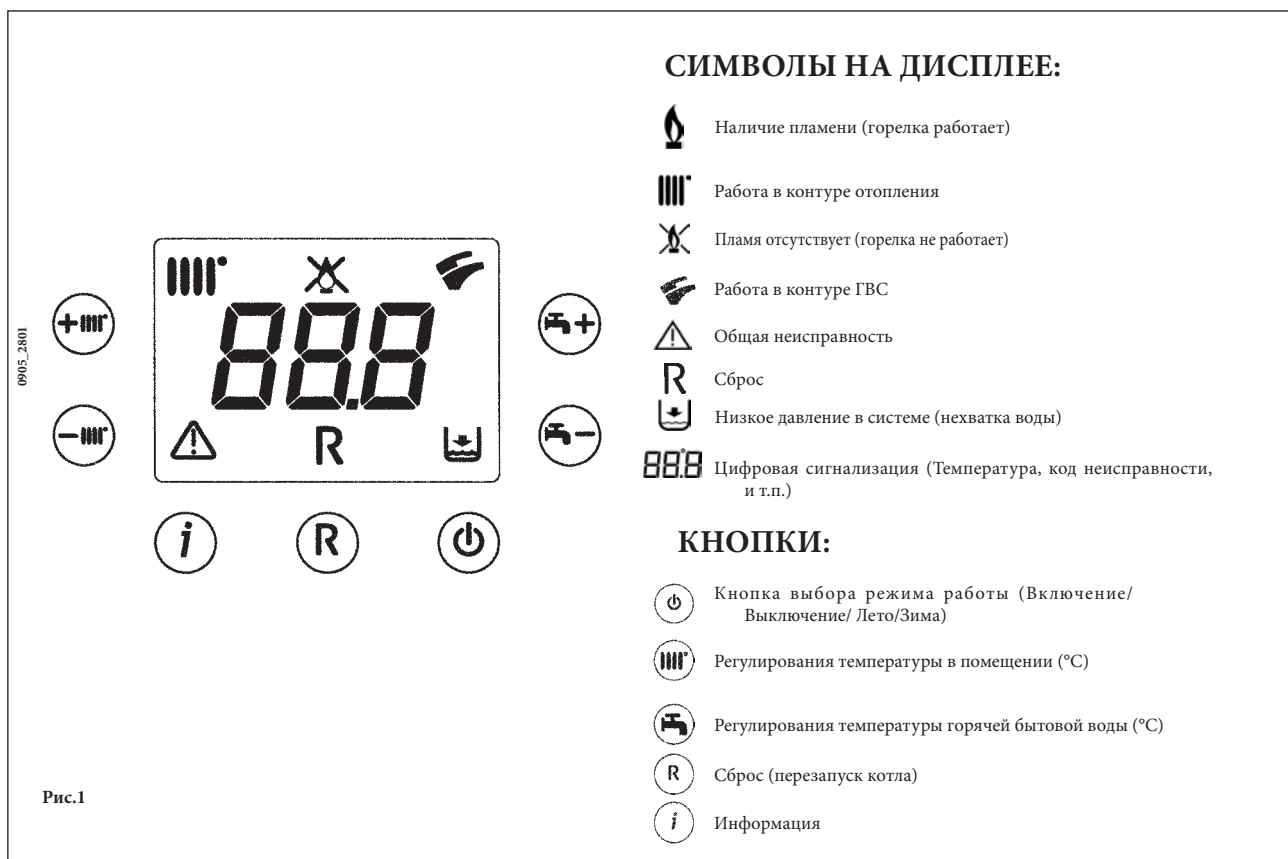 СИМВОЛЫ НА ДИСПЛЕЕ:
Наличие пламени (горелка работает)
Работа в контуре отопления
Пламя отсутствует (горелка не работает)
Работа в контуре ГВС
Общая неисправность
R Сброс
Низкое давление в системе (нехватка воды)
88.8 Цифровая сигнализация (Температура, код неисправности,
и т.п.)
КНОПКИ:
Кнопка выбора режима работы (Включение/
Выключение/ Лето/Зима)
Регулирования температуры в помещении (°C)
Регулирования температуры горячей бытовой воды (°C)
R Сброс (перезапуск котла)
i Информация
0905_2801
+
88.8
+
−
R
−
i
R
Рис.1